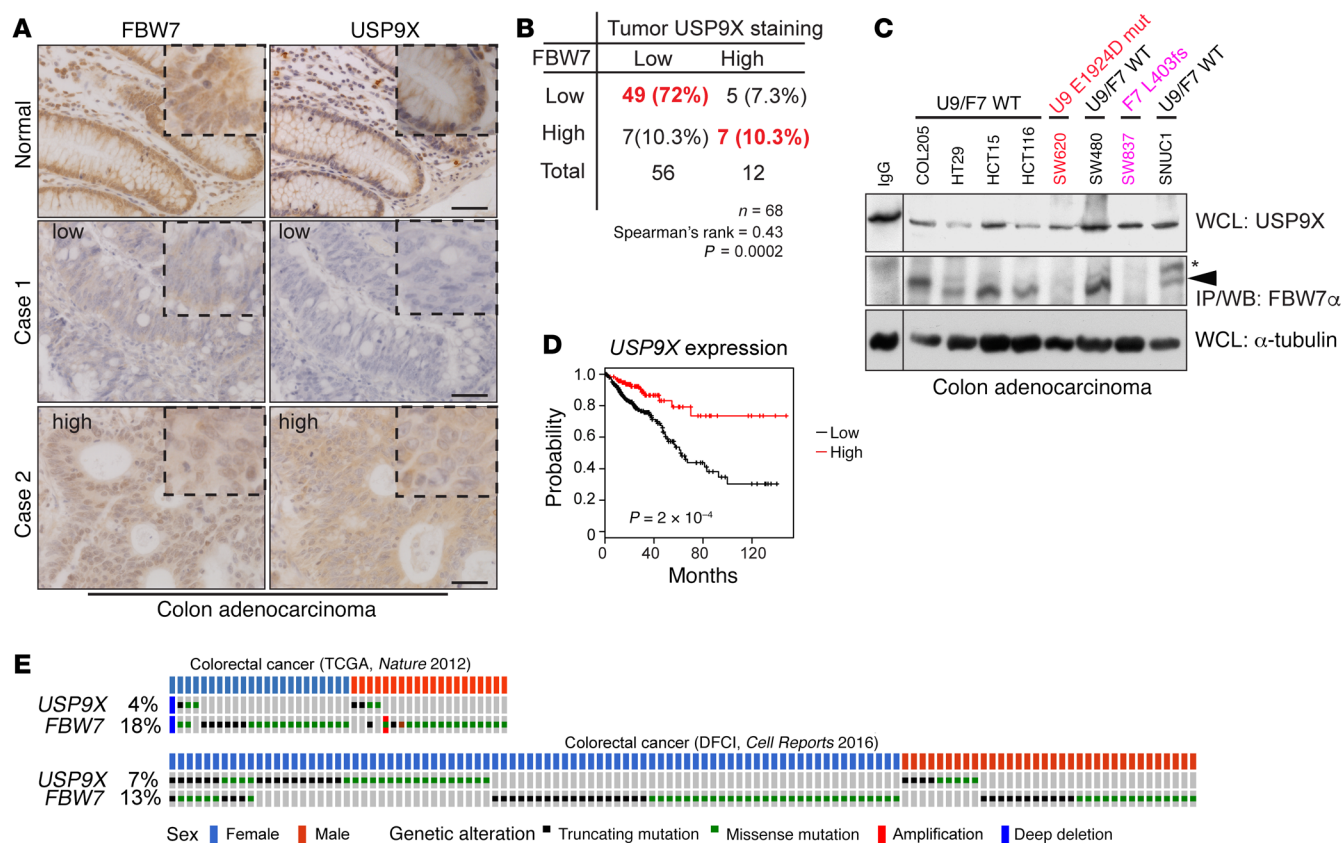 A
FBW7
USP9X
Normal
Case 1
low
low
Case 2
high
high
Colon adenocarcinoma
B
Tumor USP9X staining
FBW7 Low High
Low 49 (72%) 5 (7.3%)
High 7(10.3%) 7 (10.3%)
Total 56 12
n = 68
Spearman's rank = 0.43
P = 0.0002
C
U9/F7 WT
U9 E1924D mut
U9/F7 WT
F7 L403fs
U9/F7 WT
IgG
COL205
HT29
HCT15
HCT116
SW620
SW480
SW837
SNUC1
WCL: USP9X
*
IP/WB: FBW7α
WCL: α-tubulin
Colon adenocarcinoma
D
USP9X expression
Probability
1.0
0.8
0.6
0.4
0.2
0
P = 2 × 10⁻⁴
0 40 80 120
Months
Low
High
E
Colorectal cancer (TCGA, Nature 2012)
USP9X 4%
FBW7 18%
Colorectal cancer (DFCI, Cell Reports 2016)
USP9X 7%
FBW7 13%
Sex Female Male Genetic alteration Truncating mutation Missense mutation Amplification Deep deletion